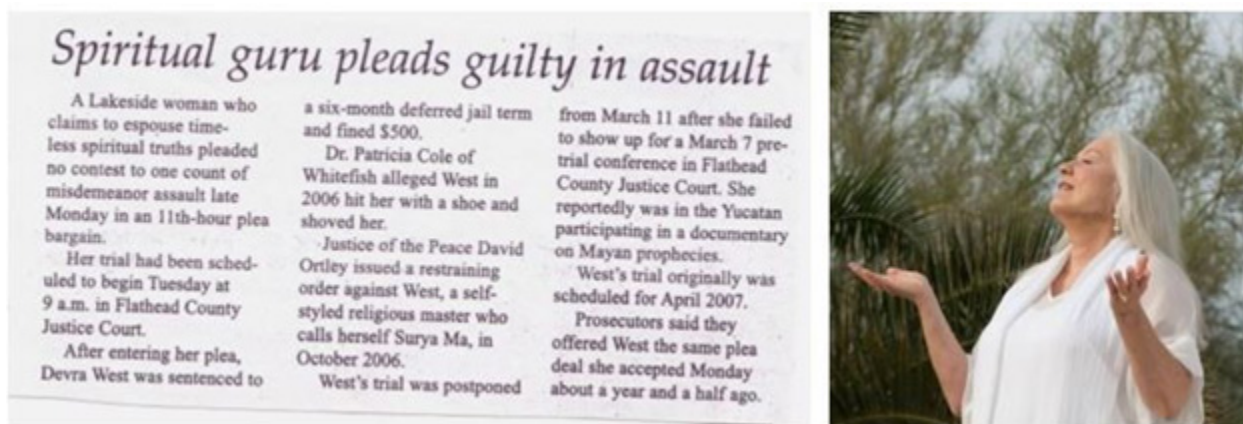 Spiritual guru pleads guilty in assault
A Lakeside woman who
claims to espouse time-
less spiritual truths pleaded
no contest to one count of
misdemeanor assault late
Monday in an 11th-hour plea
bargain.
Her trial had been sched-
uled to begin Tuesday at
9 a.m. in Flathead County
Justice Court.
After entering her plea,
Devra West was sentenced to
a six-month deferred jail term
and fined $500.
Dr. Patricia Cole of
Whitefish alleged West in
2006 hit her with a shoe and
shoved her.
Justice of the Peace David
Ortley issued a restraining
order against West, a self-
styled religious master who
calls herself Surya Ma, in
October 2006.
West's trial was postponed
from March 11 after she failed
to show up for a March 7 pre-
trial conference in Flathead
County Justice Court. She
reportedly was in the Yucatan
participating in a documentary
on Mayan prophecies.
West's trial originally was
scheduled for April 2007.
Prosecutors said they
offered West the same plea
deal she accepted Monday
about a year and a half ago.